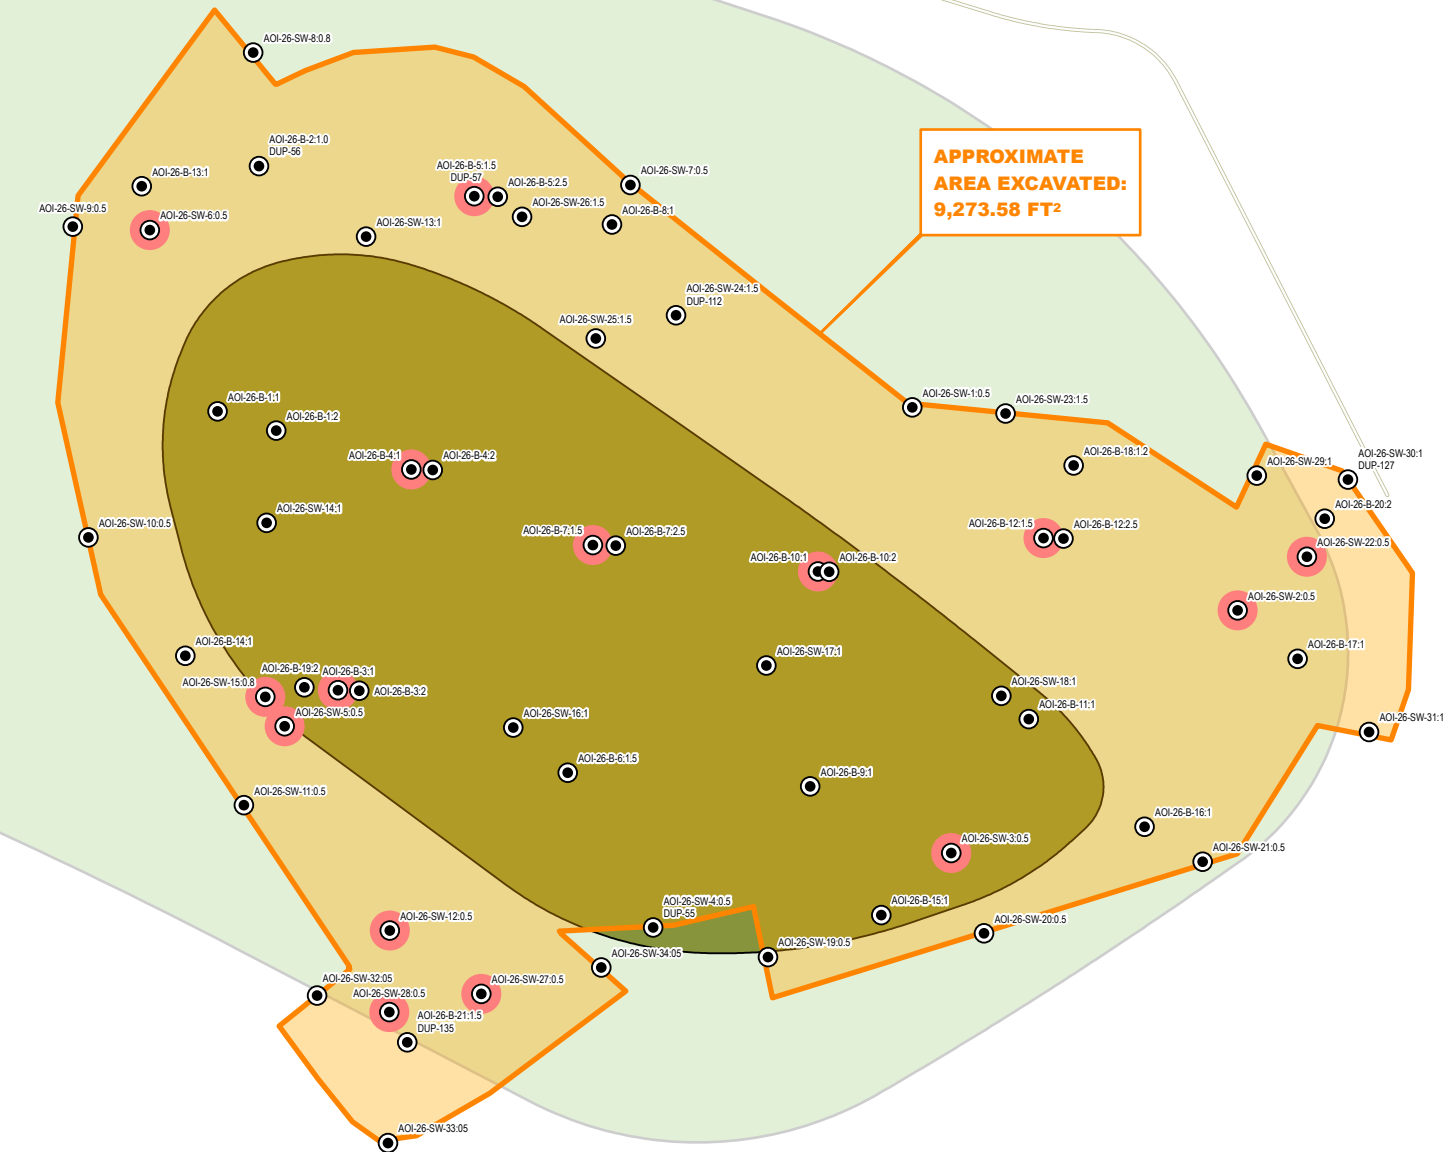 AOI-26-SW-8:0.8
AOI-26-B-2:1.0
DUP-56
AOI-26-B-13:1
AOI-26-B-5:1.5
DUP-57
AOI-26-B-5:2.5
AOI-26-SW-7:0.5
APPROXIMATE
AREA EXCAVATED:
9,273.58 FT²
AOI-26-SW-9:0.5
AOI-26-SW-6:0.5
AOI-26-SW-26:1.5
AOI-26-B-8:1
AOI-26-SW-13:1
AOI-26-SW-24:1.5
DUP-112
AOI-26-SW-25:1.5
AOI-26-B-1:1
AOI-26-B-1:2
AOI-26-SW-1:0.5
AOI-26-SW-23:1.5
AOI-26-B-4:1
AOI-26-B-4:2
AOI-26-B-18:1.2
AOI-26-SW-29:1
AOI-26-SW-30:1
DUP-127
AOI-26-B-20:2
AOI-26-SW-10:0.5
AOI-26-SW-14:1
AOI-26-B-7:1.5
AOI-26-B-7:2.5
AOI-26-B-12:1.5
AOI-26-B-12:2.5
AOI-26-SW-22:0.5
AOI-26-B-10:1
AOI-26-B-10:2
AOI-26-SW-2:0.5
AOI-26-B-14:1
AOI-26-SW-17:1
AOI-26-B-17:1
AOI-26-B-19:2
AOI-26-B-3:1
AOI-26-SW-15:0.8
AOI-26-B-3:2
AOI-26-SW-18:1
AOI-26-B-11:1
AOI-26-SW-5:0.5
AOI-26-SW-16:1
AOI-26-SW-31:1
AOI-26-B-6:1.5
AOI-26-B-9:1
AOI-26-SW-11:0.5
AOI-26-B-16:1
AOI-26-SW-3:0.5
AOI-26-SW-21:0.5
AOI-26-SW-4:0.5
DUP-55
AOI-26-B-15:1
AOI-26-SW-12:0.5
AOI-26-SW-20:0.5
AOI-26-SW-19:0.5
AOI-26-SW-34:05
AOI-26-SW-32:05
AOI-26-SW-27:0.5
AOI-26-SW-28:0.5
AOI-26-B-21:1.5
DUP-135
AOI-26-SW-33:05